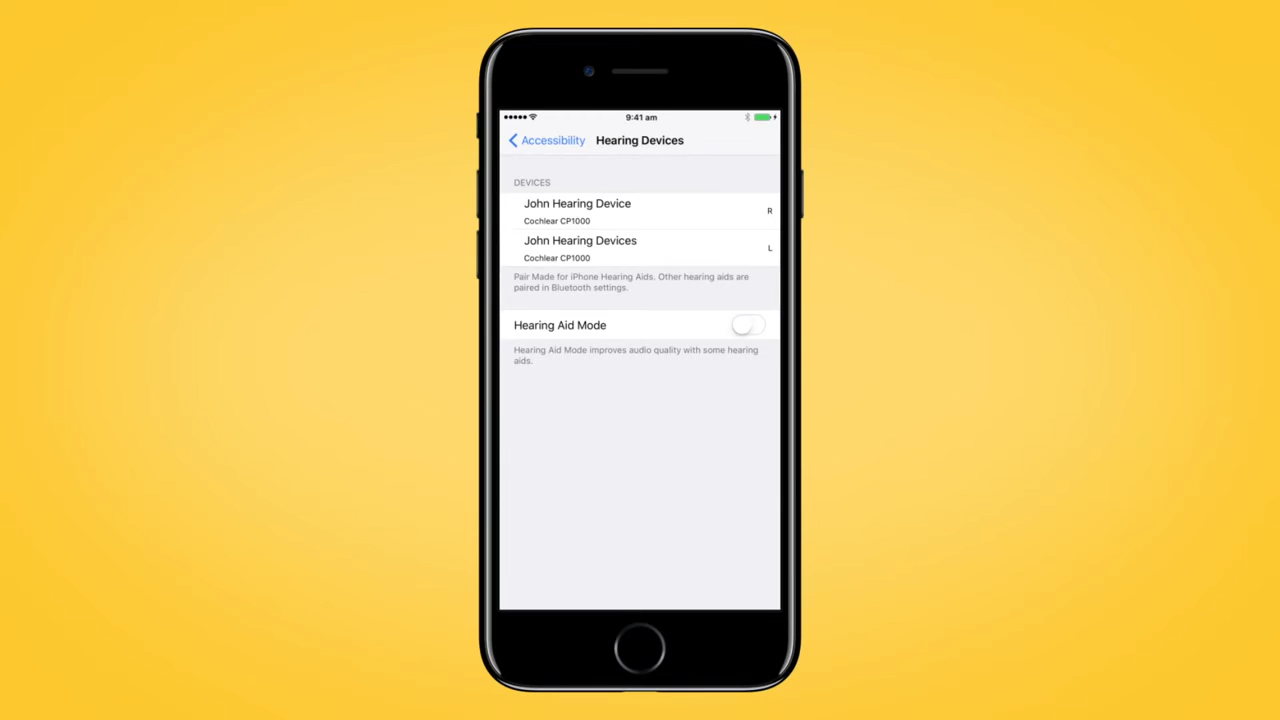 9:41 am
Accessibility Hearing Devices
DEVICES
John Hearing Device
Cochlear CP1000
R
John Hearing Devices
Cochlear CP1000
L
Pair Made for iPhone Hearing Aids. Other hearing aids are
paired in Bluetooth settings.
Hearing Aid Mode
Hearing Aid Mode improves audio quality with some hearing
aids.